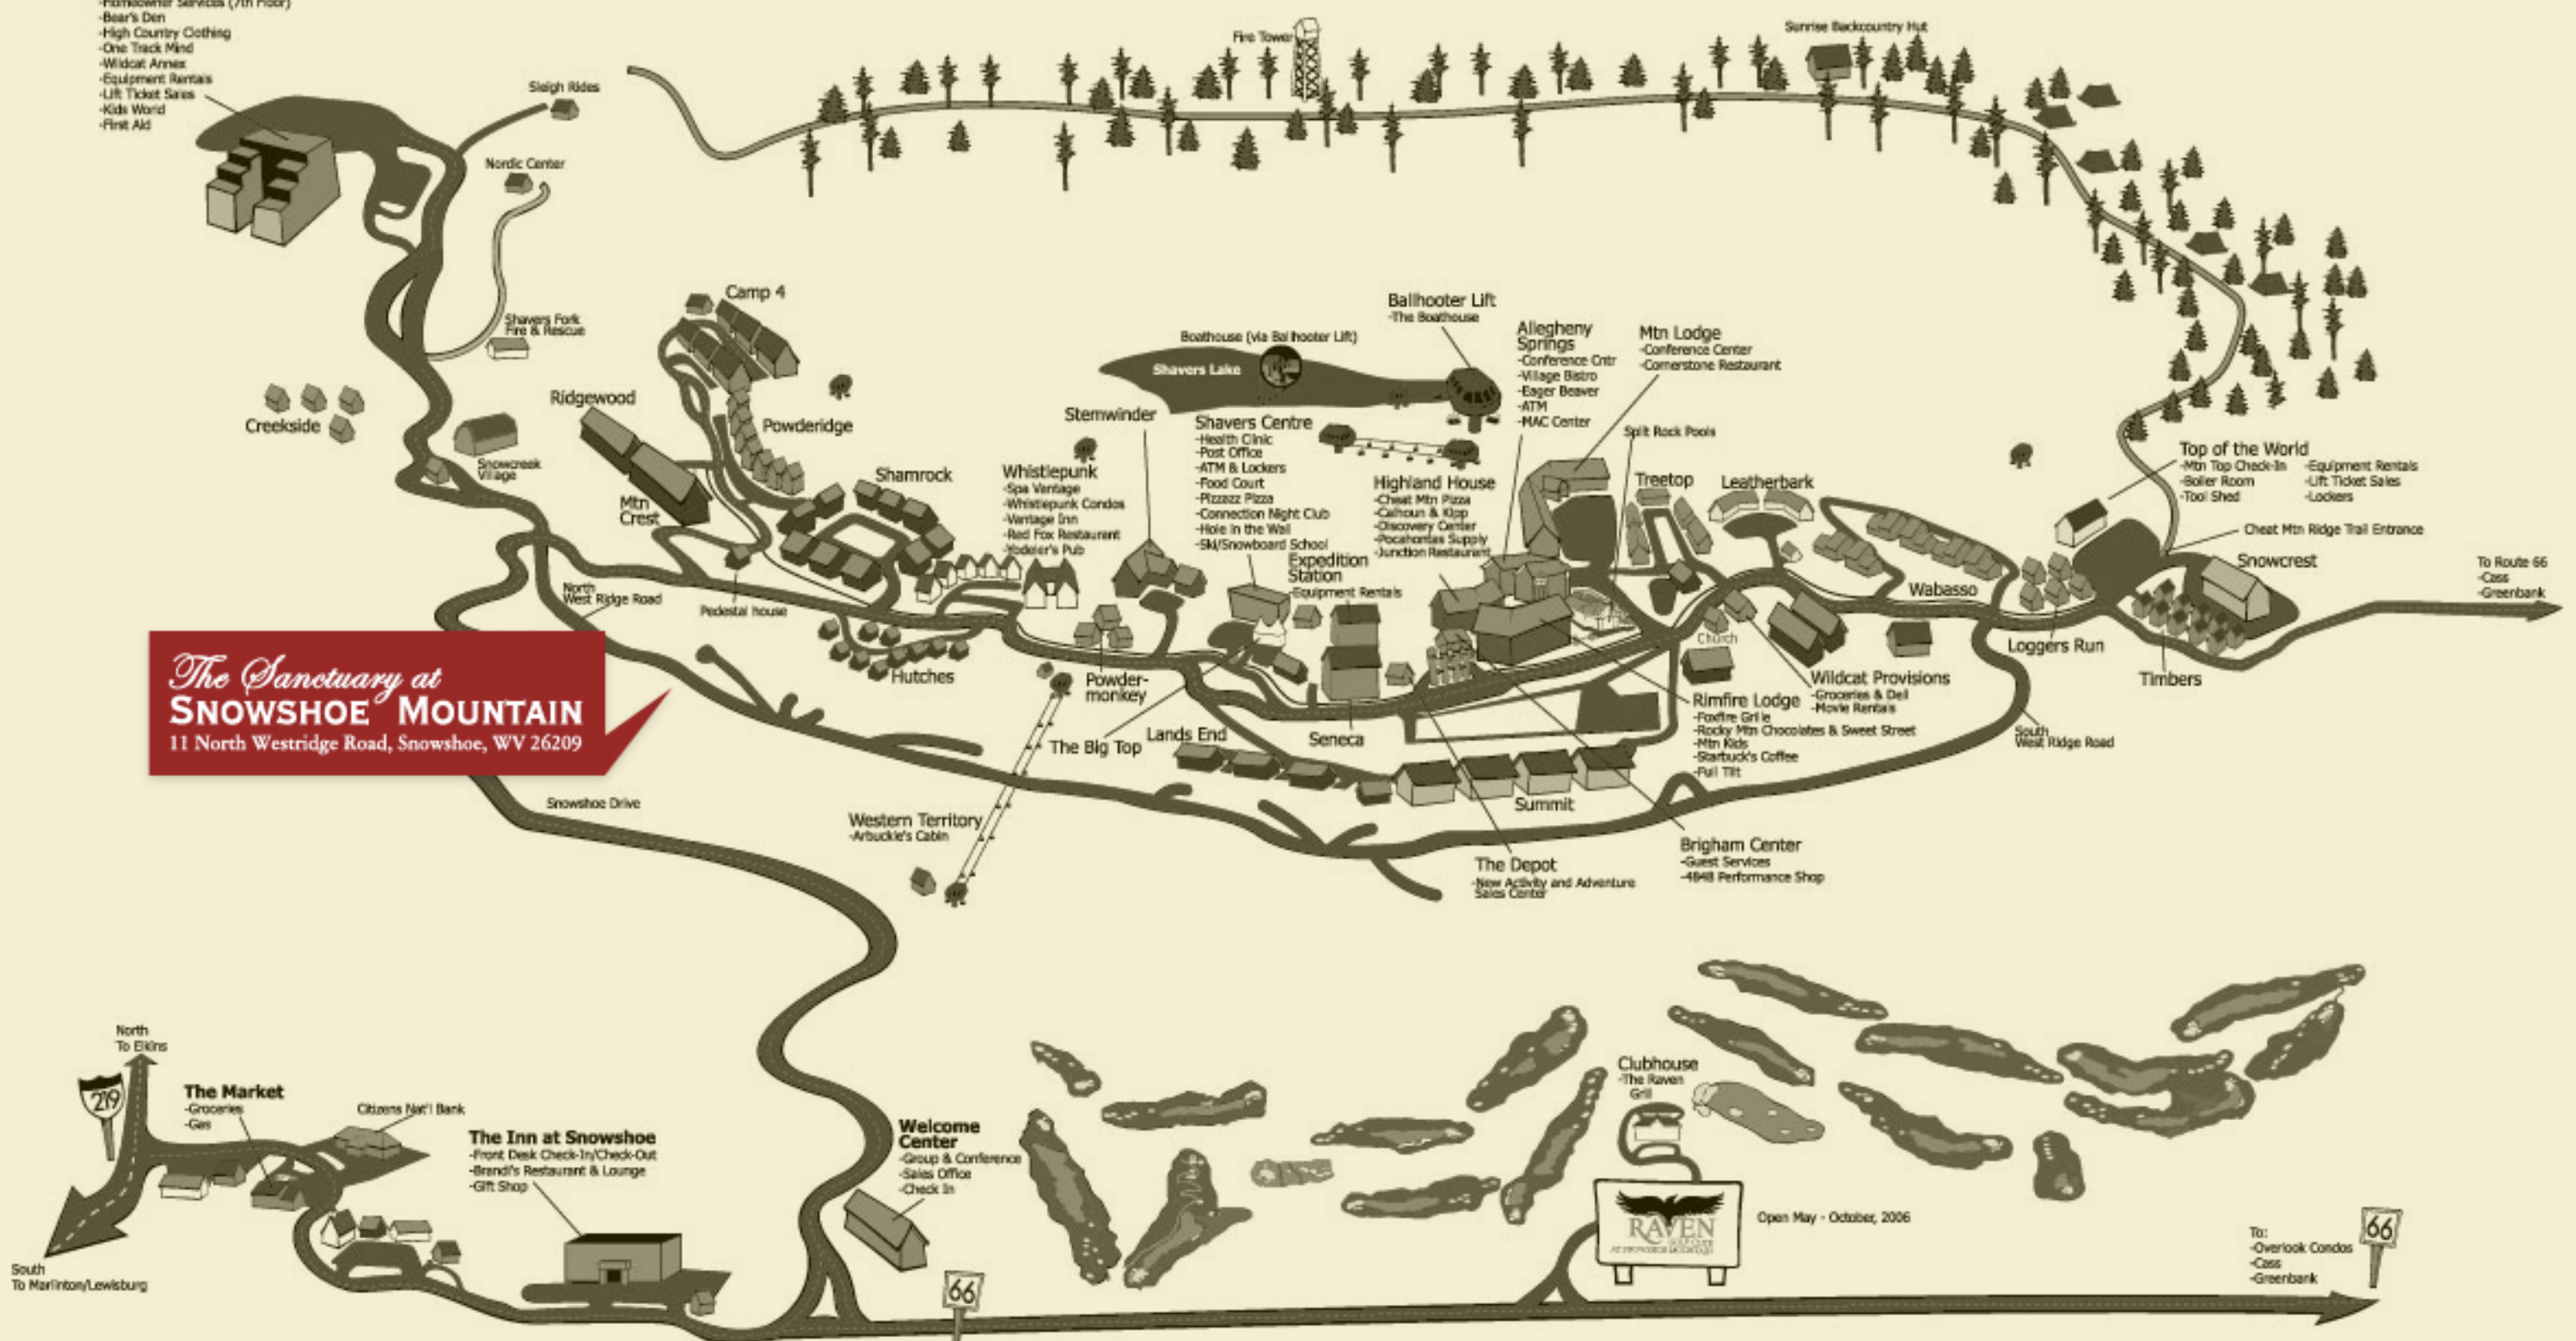 -Homeowner Services (7th Floor)
-Bear's Den
-High Country Clothing
-One Track Mind
-Wildcat Annex
-Equipment Rentals
-Lift Ticket Sales
-Kids World
-First Aid
Sleigh Rides
Nordic Center
Shavers Fork
Fire & Rescue
Fire Tower
Sunrise Backcountry Hut
Creekside
Snowcreek
Village
Ridgewood
Mtn
Crest
Camp 4
Powderidge
Shamrock
Pedestal house
North
West Ridge Road
Hutches
Whistlepunk
-Spa Vantage
-Whistlepunk Condos
-Vantage Inn
-Red Fox Restaurant
-Yodeler's Pub
Stemwinder
Boathouse (via Ballhooter Lift)
Shavers Lake
Ballhooter Lift
-The Boathouse
Shavers Centre
-Health Clinic
-Post Office
-ATM & Lockers
-Food Court
-Pizzazz Pizza
-Connection Night Club
-Hole in the Wall
-Ski/Snowboard School
Expedition
Station
-Equipment Rentals
Highland House
-Cheat Mtn Pizza
-Calhoun & Kipp
-Discovery Center
-Pocahontas Supply
-Junction Restaurant
Allegheny
Springs
-Conference Cntr
-Village Bistro
-Eager Beaver
-ATM
-MAC Center
Mtn Lodge
-Conference Center
-Cornerstone Restaurant
Split Rock Pools
Treetop
Leatherbark
Wabasso
Top of the World
-Mtn Top Check-In
-Boiler Room
-Tool Shed
-Equipment Rentals
-Lift Ticket Sales
-Lockers
Cheat Mtn Ridge Trail Entrance
Snowcrest
To Route 66
-Cass
-Greenbank
Loggers Run
Timbers
Church
Wildcat Provisions
-Groceries & Deli
-Movie Rentals
Rimfire Lodge
-Foxfire Grille
-Rocky Mtn Chocolates & Sweet Street
-Mtn Kids
-Starbuck's Coffee
-Full Tilt
South
West Ridge Road
Powder-
monkey
The Big Top
Lands End
Seneca
Summit
Brigham Center
-Guest Services
-4848 Performance Shop
The Depot
-New Activity and Adventure
Sales Center
Western Territory
-Arbuckle's Cabin
The Sanctuary at
SNOWSHOE MOUNTAIN
11 North Westridge Road, Snowshoe, WV 26209
Snowshoe Drive
North
To Elkins
219
South
To Marlinton/Lewisburg
The Market
-Groceries
-Gas
Citizens Nat'l Bank
The Inn at Snowshoe
-Front Desk Check-In/Check-Out
-Brandi's Restaurant & Lounge
-Gift Shop
Welcome
Center
-Group & Conference
-Sales Office
-Check In
66
Clubhouse
-The Raven
Grill
RAVEN
GOLF CLUB
AT SNOWSHOE MOUNTAIN
Open May - October, 2006
To:
-Overlook Condos
-Cass
-Greenbank
66